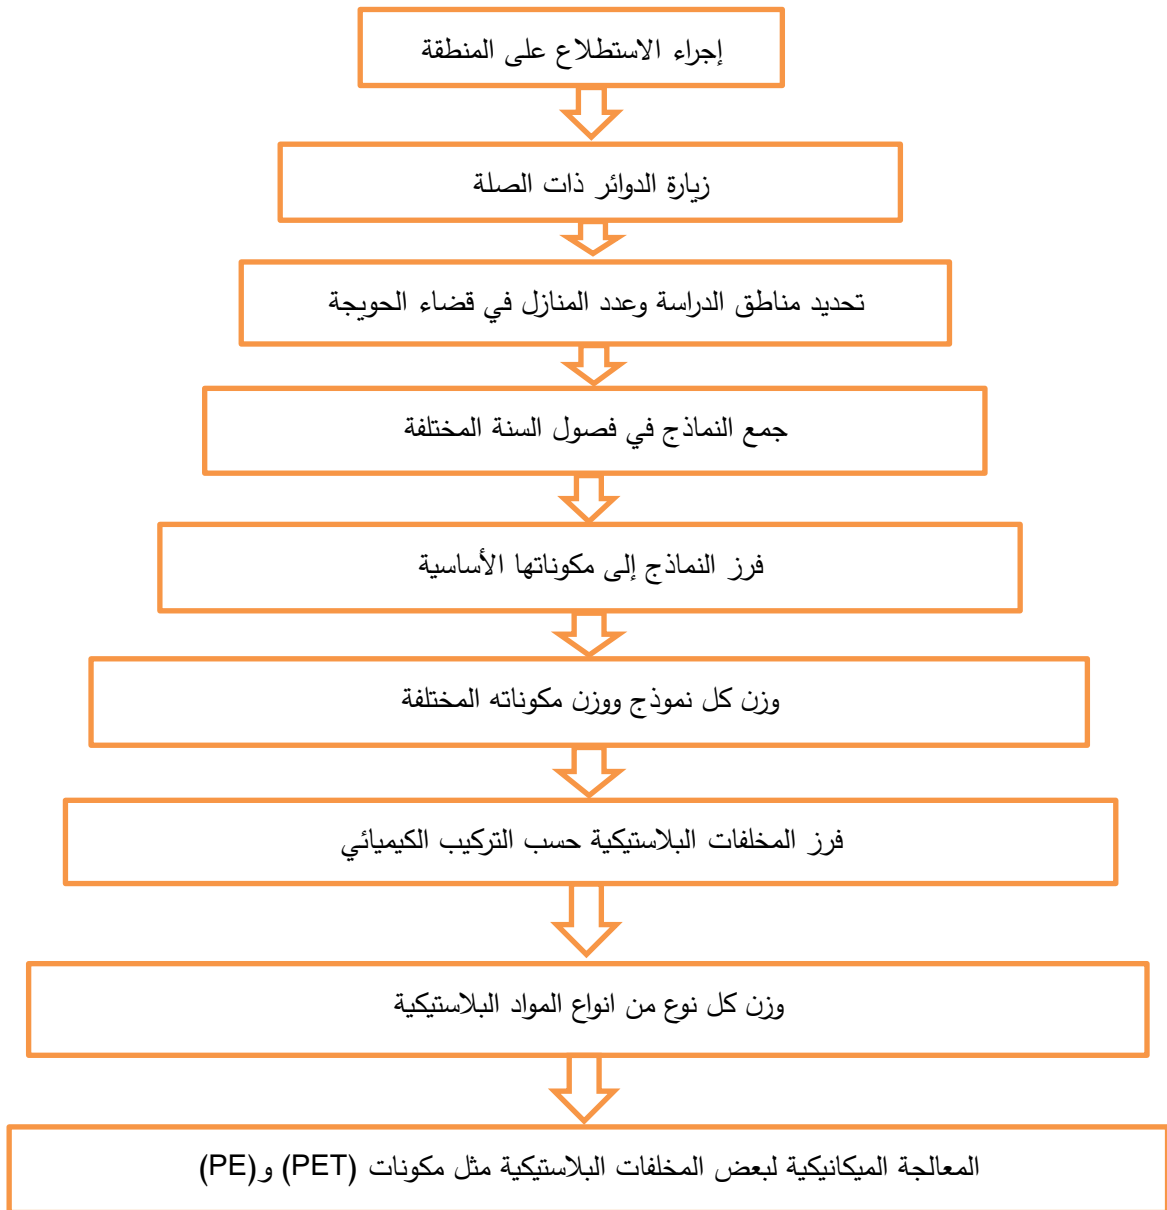 إجراء الاستطلاع على المنطقة
زيارة الدوائر ذات الصلة
تحديد مناطق الدراسة وعدد المنازل في قضاء الحويجة
جمع النماذج في فصول السنة المختلفة
فرز النماذج إلى مكوناتها الأساسية
وزن كل نموذج ووزن مكوناته المختلفة
فرز المخلفات البلاستيكية حسب التركيب الكيميائي
وزن كل نوع من انواع المواد البلاستيكية
المعالجة الميكانيكية لبعض المخلفات البلاستيكية مثل مكونات (PET) و(PE)